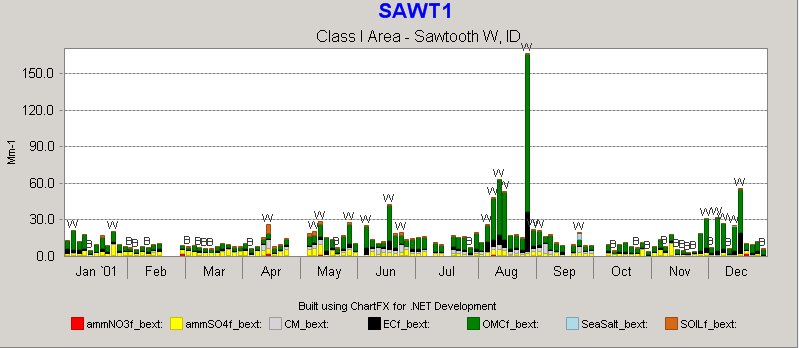 SAWT1
Class I Area - Sawtooth W, ID
150.0
120.0
90.0
60.0
30.0
0.0
Mm-1
W W W W W W W W W W W W W W W W W W W W W W W
B B B B B B B B B B B B B B B B B B B
Jan `01 Feb Mar Apr May Jun Jul Aug Sep Oct Nov Dec
Built using ChartFX for .NET Development
ammNO3f_bext: ammSO4f_bext: CM_bext: ECf_bext: OMCf_bext: SeaSalt_bext: SOILf_bext: